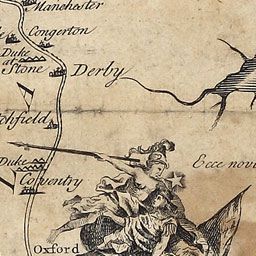 Manchester
Congerton
Duke
at
Stone
Derby
chfield
Duke
Coventry
Ecce novi
Oxford